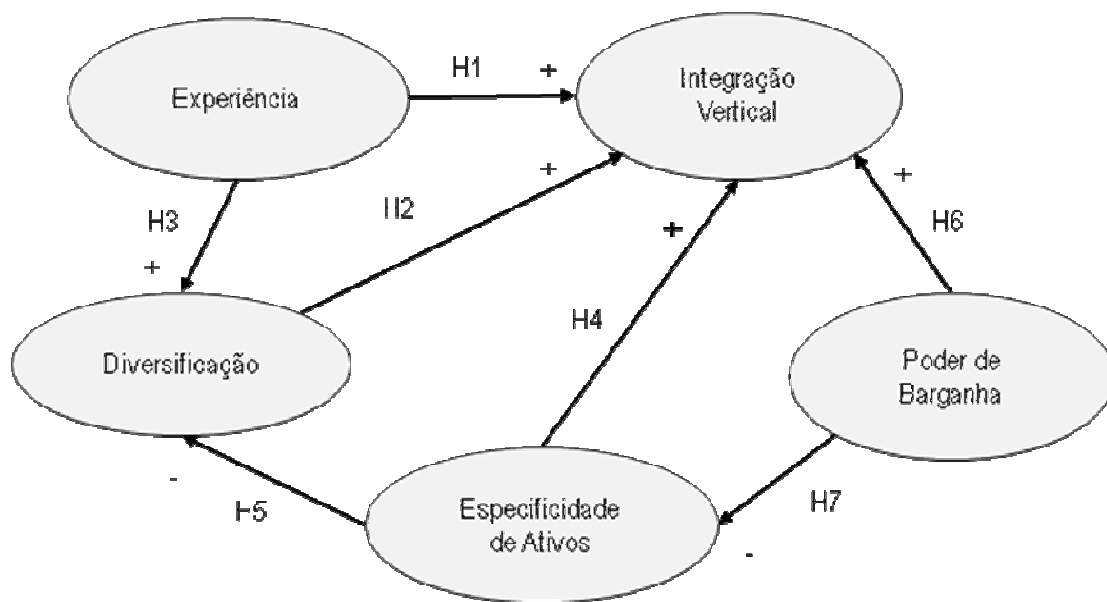 Experiência
H1
+
Integração
Vertical
H3
+
H2
+
+
H4
+
H6
Diversificação
Poder de
Barganha
-
H5
Especificidade
de Ativos
H7
-